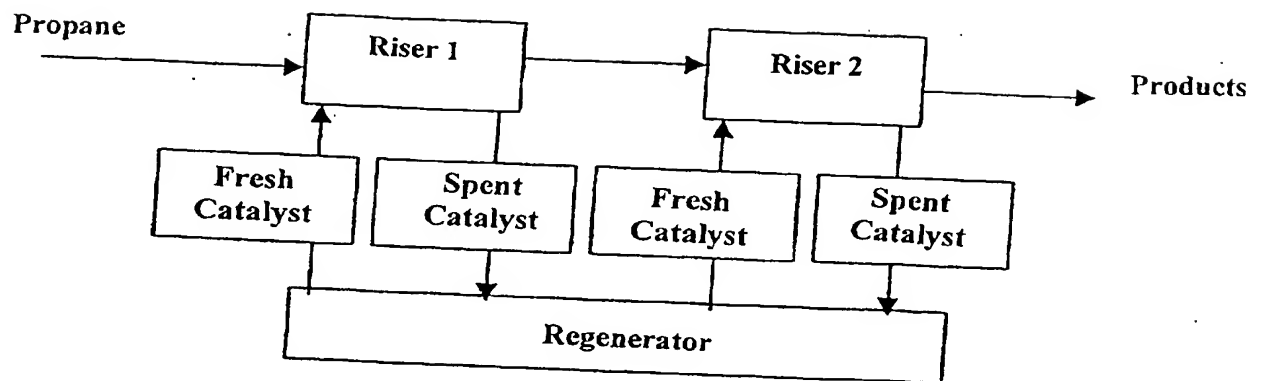 Propane
Riser 1
Riser 2
Products
Fresh
Catalyst
Spent
Catalyst
Fresh
Catalyst
Spent
Catalyst
Regenerator